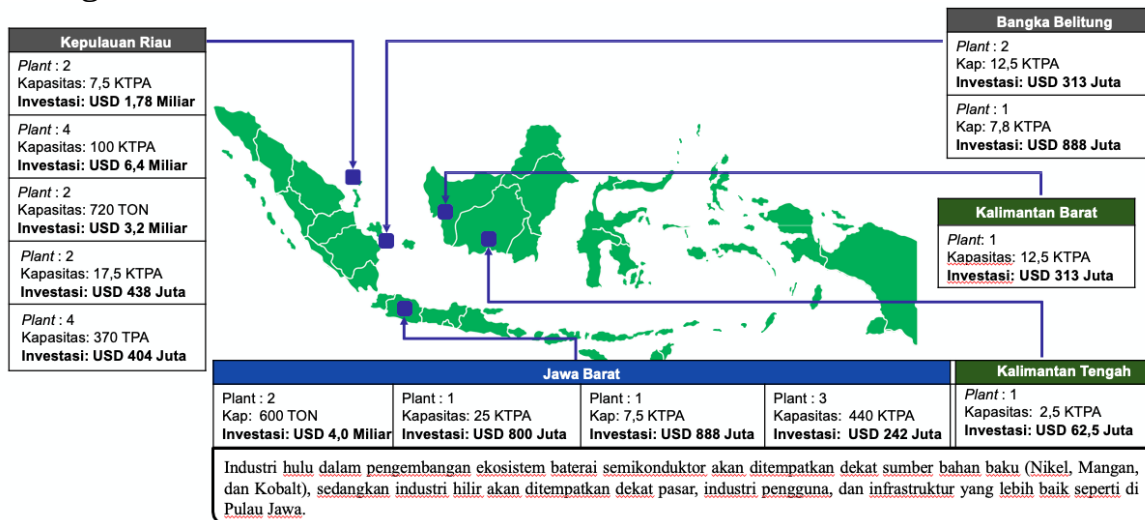 Kepulauan Riau
Plant : 2
Kapasitas: 7,5 KTPA
Investasi: USD 1,78 Miliar
Plant : 4
Kapasitas: 100 KTPA
Investasi: USD 6,4 Miliar
Plant : 2
Kapasitas: 720 TON
Investasi: USD 3,2 Miliar
Plant : 2
Kapasitas: 17,5 KTPA
Investasi: USD 438 Juta
Plant : 4
Kapasitas: 370 TPA
Investasi: USD 404 Juta
Bangka Belitung
Plant : 2
Kap: 12,5 KTPA
Investasi: USD 313 Juta
Plant : 1
Kap: 7,8 KTPA
Investasi: USD 888 Juta
Kalimantan Barat
Plant: 1
Kapasitas: 12,5 KTPA
Investasi: USD 313 Juta
Jawa Barat
Plant : 2
Kap: 600 TON
Investasi: USD 4,0 Miliar
Plant : 1
Kapasitas: 25 KTPA
Investasi: USD 800 Juta
Plant : 1
Kap: 7,5 KTPA
Investasi: USD 888 Juta
Plant : 3
Kapasitas: 440 KTPA
Investasi: USD 242 Juta
Kalimantan Tengah
Plant : 1
Kapasitas: 2,5 KTPA
Investasi: USD 62,5 Juta
Industri hulu dalam pengembangan ekosistem baterai semikonduktor akan ditempatkan dekat sumber bahan baku (Nikel, Mangan,
dan Kobalt), sedangkan industri hilir akan ditempatkan dekat pasar, industri pengguna, dan infrastruktur yang lebih baik seperti di
Pulau Jawa.